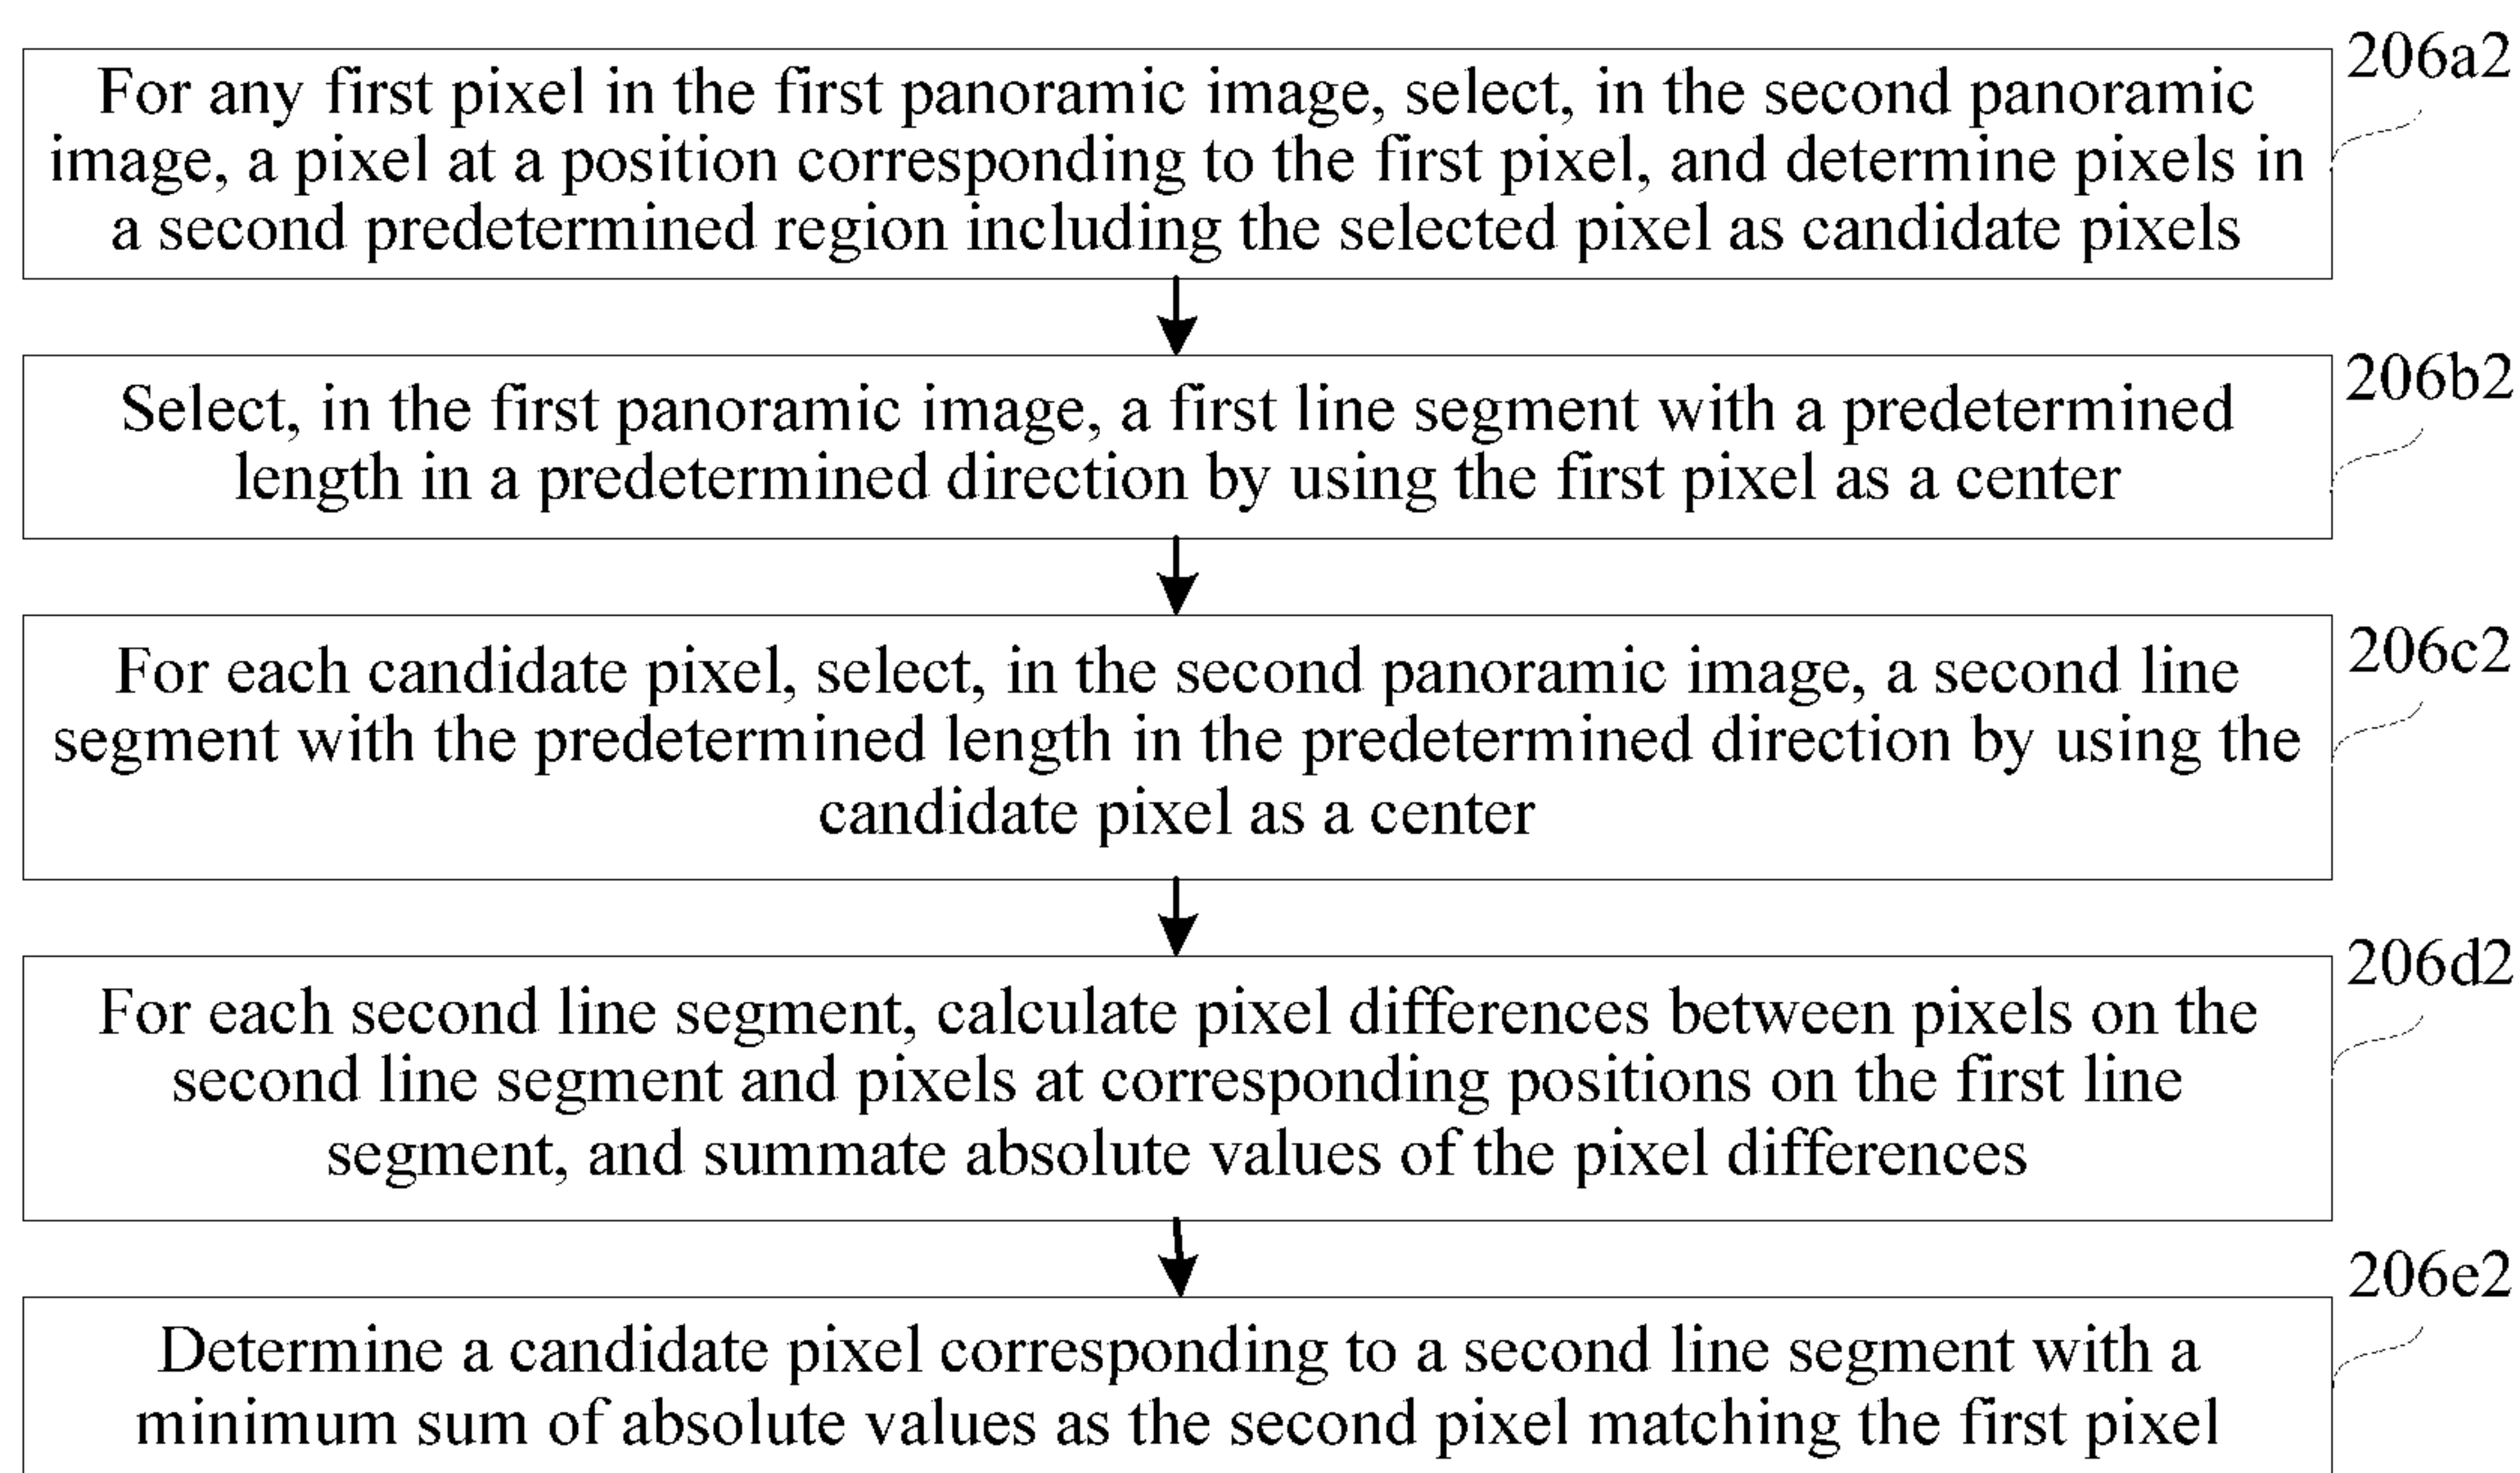 206a2
For any first pixel in the first panoramic image, select, in the second panoramic
image, a pixel at a position corresponding to the first pixel, and determine pixels in
a second predetermined region including the selected pixel as candidate pixels
206b2
Select, in the first panoramic image, a first line segment with a predetermined
length in a predetermined direction by using the first pixel as a center
206c2
For each candidate pixel, select, in the second panoramic image, a second line
segment with the predetermined length in the predetermined direction by using the
candidate pixel as a center
206d2
For each second line segment, calculate pixel differences between pixels on the
second line segment and pixels at corresponding positions on the first line
segment, and summate absolute values of the pixel differences
206e2
Determine a candidate pixel corresponding to a second line segment with a
minimum sum of absolute values as the second pixel matching the first pixel